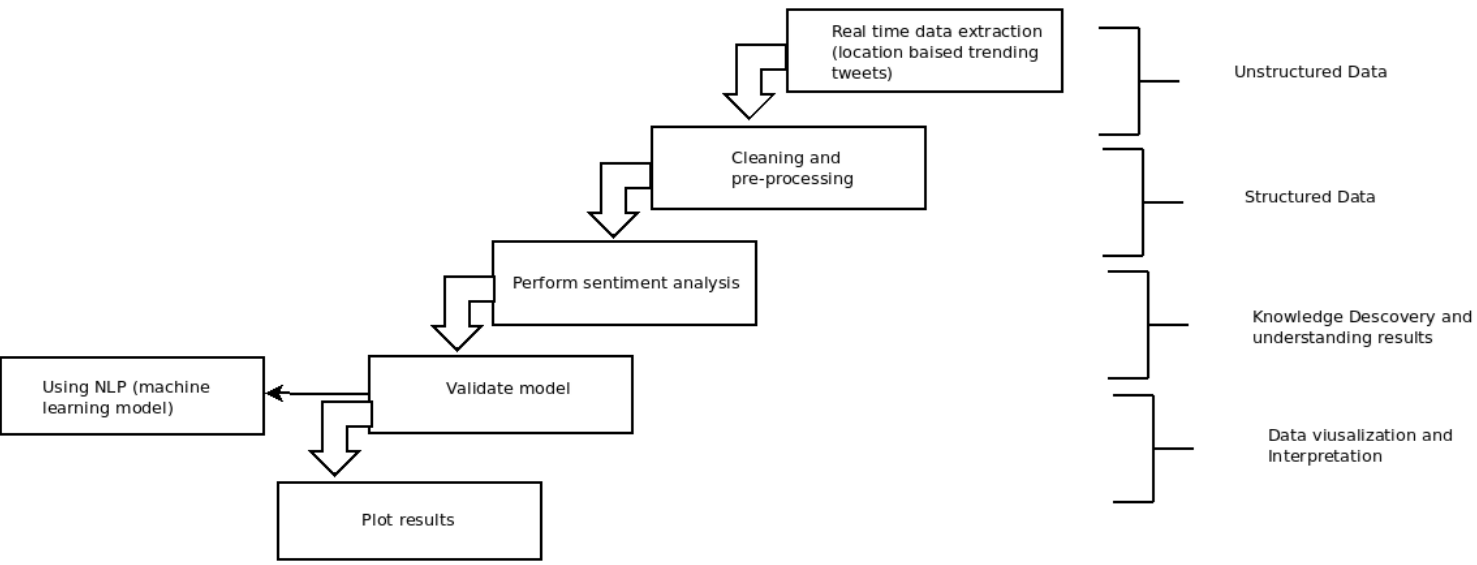 Real time data extraction
(location baised trending
tweets)
Unstructured Data
Cleaning and
pre-processing
Structured Data
Perform sentiment analysis
Knowledge Descovery and
understanding results
Using NLP (machine
learning model)
Validate model
Data viusalization and
Interpretation
Plot results